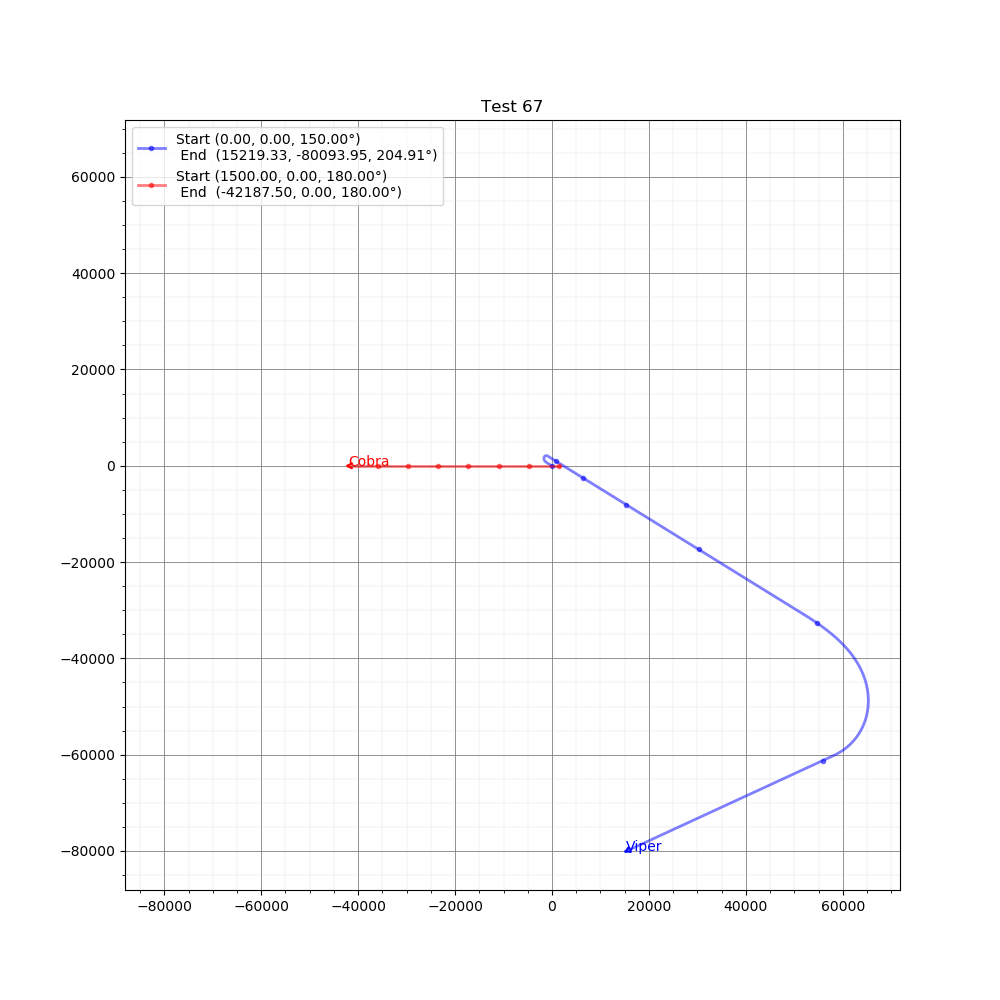 Test 67
Start (0.00, 0.00, 150.00°)
End (15219.33, -80093.95, 204.91°)
Start (1500.00, 0.00, 180.00°)
End (-42187.50, 0.00, 180.00°)
60000
40000
20000
0
−20000
−40000
−60000
−80000
Cobra
Viper
−80000 −60000 −40000 −20000 0 20000 40000 60000